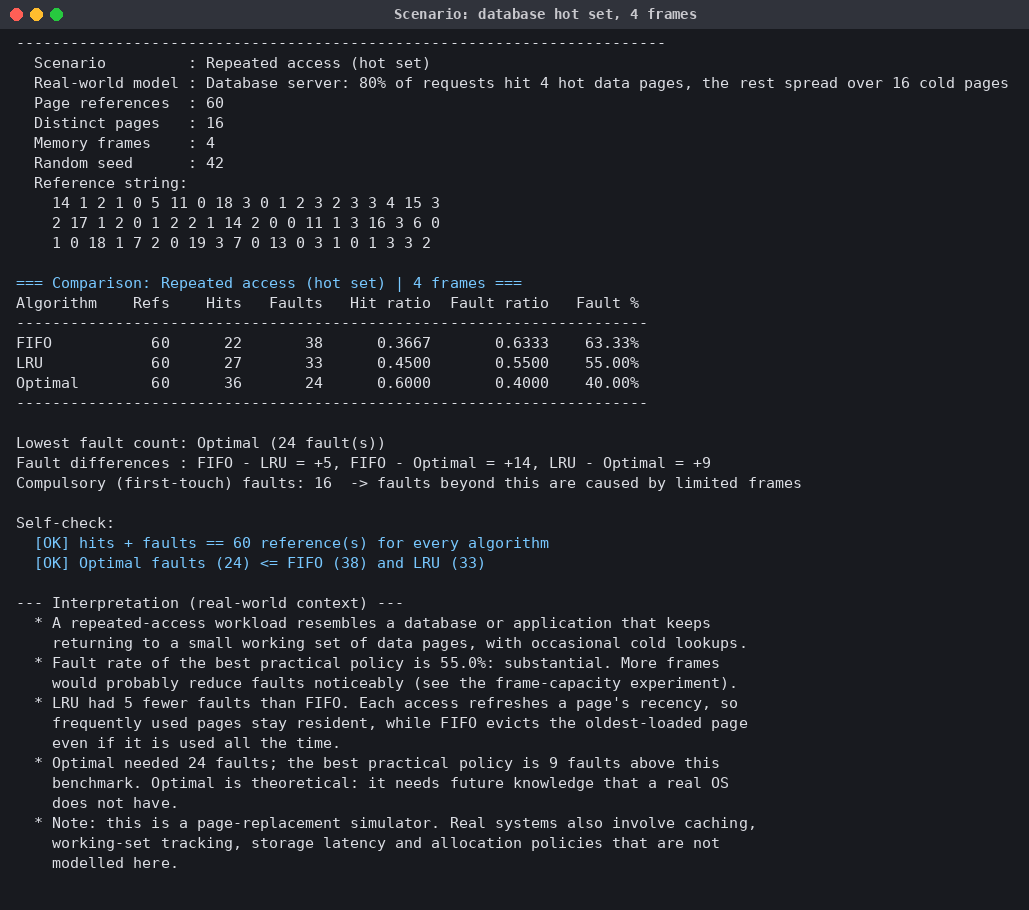 Scenario: database hot set, 4 frames
------------------------------------------------------------------------
  Scenario         : Repeated access (hot set)
  Real-world model : Database server: 80% of requests hit 4 hot data pages, the rest spread over 16 cold pages
  Page references  : 60
  Distinct pages   : 16
  Memory frames    : 4
  Random seed      : 42
  Reference string:
    14 1 2 1 0 5 11 0 18 3 0 1 2 3 2 3 3 4 15 3
    2 17 1 2 0 1 2 2 1 14 2 0 0 11 1 3 16 3 6 0
    1 0 18 1 7 2 0 19 3 7 0 13 0 3 1 0 1 3 3 2

=== Comparison: Repeated access (hot set) | 4 frames ===
Algorithm    Refs    Hits   Faults   Hit ratio  Fault ratio   Fault %
----------------------------------------------------------------------
FIFO           60      22       38      0.3667       0.6333    63.33%
LRU            60      27       33      0.4500       0.5500    55.00%
Optimal        60      36       24      0.6000       0.4000    40.00%
----------------------------------------------------------------------

Lowest fault count: Optimal (24 fault(s))
Fault differences : FIFO - LRU = +5, FIFO - Optimal = +14, LRU - Optimal = +9
Compulsory (first-touch) faults: 16  -> faults beyond this are caused by limited frames

Self-check:
  [OK] hits + faults == 60 reference(s) for every algorithm
  [OK] Optimal faults (24) <= FIFO (38) and LRU (33)

--- Interpretation (real-world context) ---
  * A repeated-access workload resembles a database or application that keeps
    returning to a small working set of data pages, with occasional cold lookups.
  * Fault rate of the best practical policy is 55.0%: substantial. More frames
    would probably reduce faults noticeably (see the frame-capacity experiment).
  * LRU had 5 fewer faults than FIFO. Each access refreshes a page's recency, so
    frequently used pages stay resident, while FIFO evicts the oldest-loaded page
    even if it is used all the time.
  * Optimal needed 24 faults; the best practical policy is 9 faults above this
    benchmark. Optimal is theoretical: it needs future knowledge that a real OS
    does not have.
  * Note: this is a page-replacement simulator. Real systems also involve caching,
    working-set tracking, storage latency and allocation policies that are not
    modelled here.